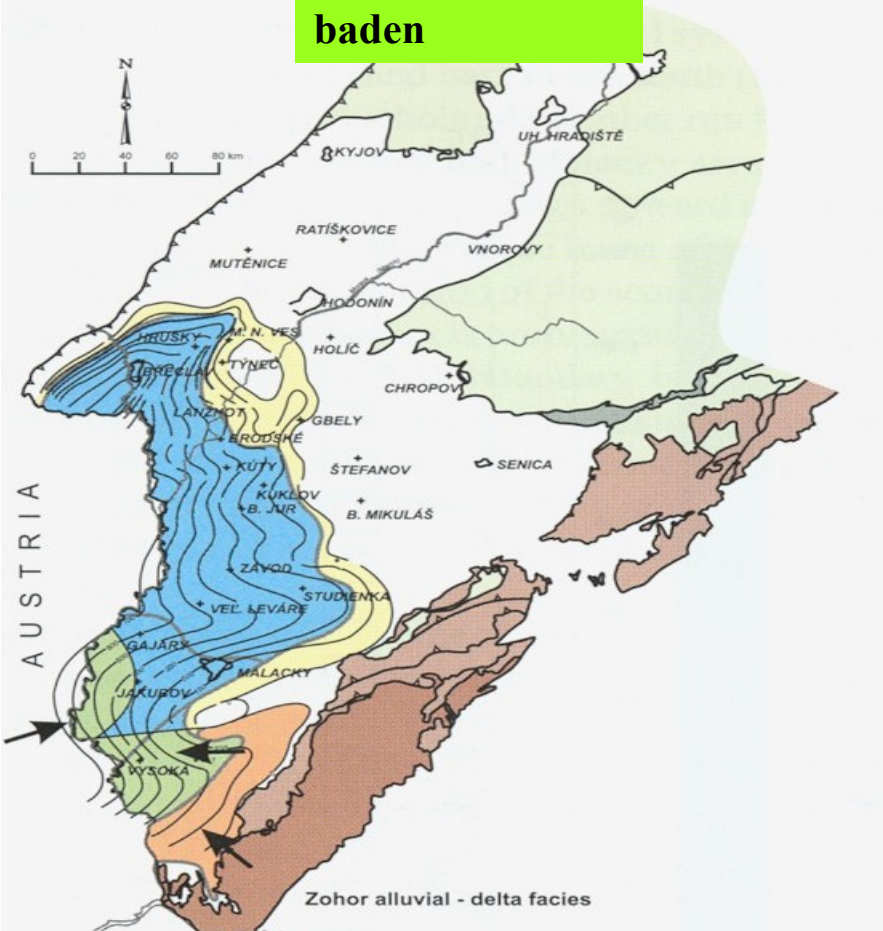 baden
N
0 20 40 60 80 km
UH. HRADIŠTĚ
KYJOV
RATÍŠKOVICE
VNOROVY
MUTĚNICE
HODONÍN
HRUŠKY
M. N. VES
HOLÍČ
TÝNEC
BŘECLAV
CHROPOV
LANŽHOT
GBELY
BRODSKÉ
KÚTY
ŠTEFANOV
SENICA
KUKLOV
B. JUR
B. MIKULÁŠ
AUSTRIA
ZÁVOD
STUDIENKA
VEĽ. LEVÁRE
GAJARY
MALACKY
JAKUBOV
VYSOKÁ
Zohor alluvial - delta facies